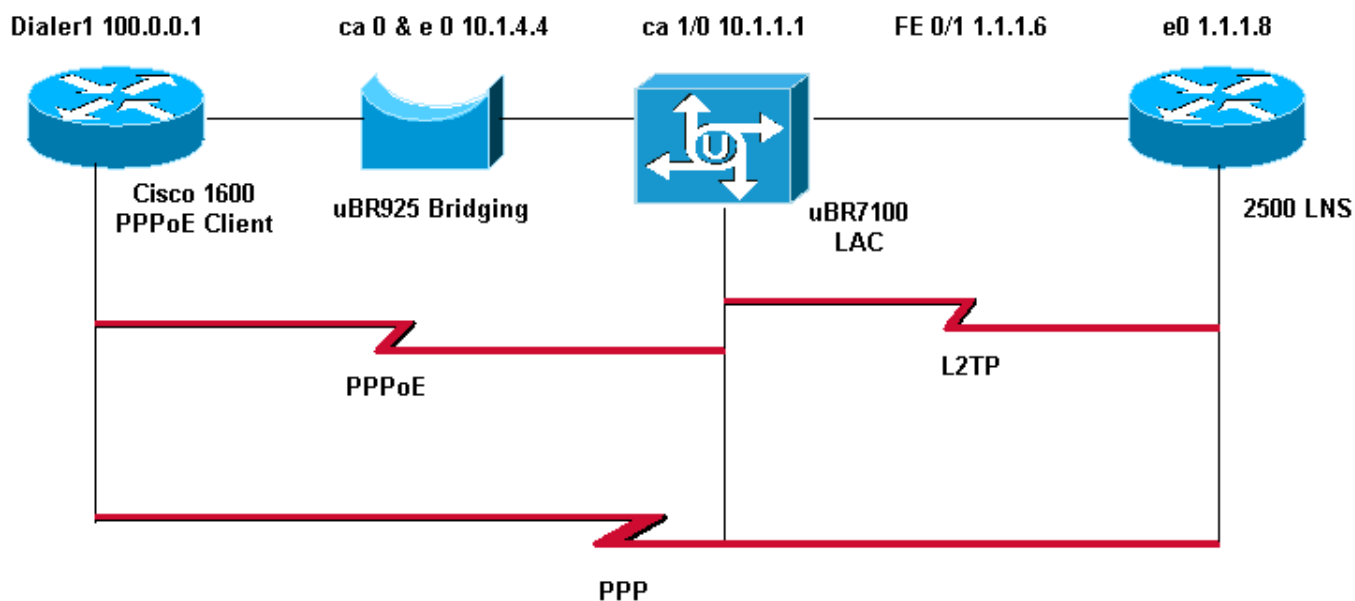 Dialer1 100.0.0.1
ca 0 & e 0 10.1.4.4
ca 1/0 10.1.1.1
FE 0/1 1.1.1.6
e0 1.1.1.8
U
Cisco 1600
PPPoE Client
uBR925 Bridging
uBR7100
LAC
2500 LNS
PPPoE
L2TP
PPP